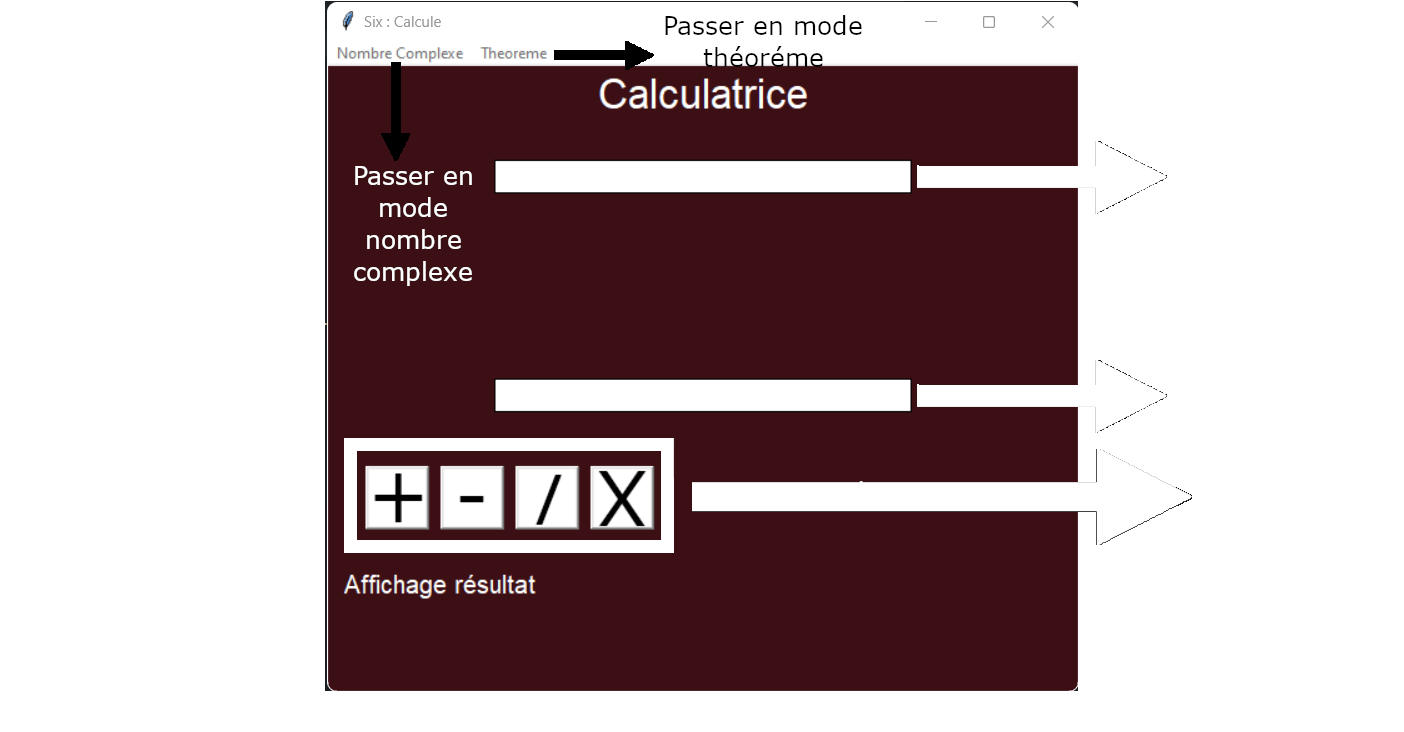 Six : Calcule
Nombre Complexe Theoreme
Passer en mode
théoréme
Calculatrice
Passer en
mode
nombre
complexe
+ - / X
Affichage résultat